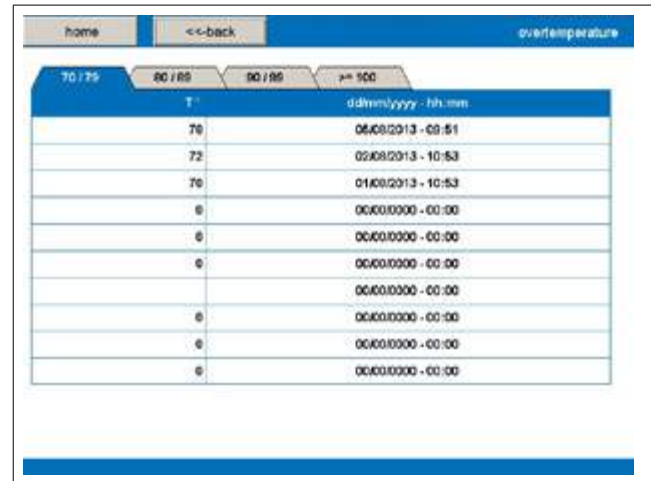 home <<-back overtemperature
70 / 79 80 / 89 90 / 99 >= 100
T° dd/mm/yyyy - hh:mm
70 06/08/2013 - 09:51
72 02/08/2013 - 10:53
70 01/08/2013 - 10:53
0 00/00/0000 - 00:00
0 00/00/0000 - 00:00
0 00/00/0000 - 00:00
00/00/0000 - 00:00
0 00/00/0000 - 00:00
0 00/00/0000 - 00:00
0 00/00/0000 - 00:00